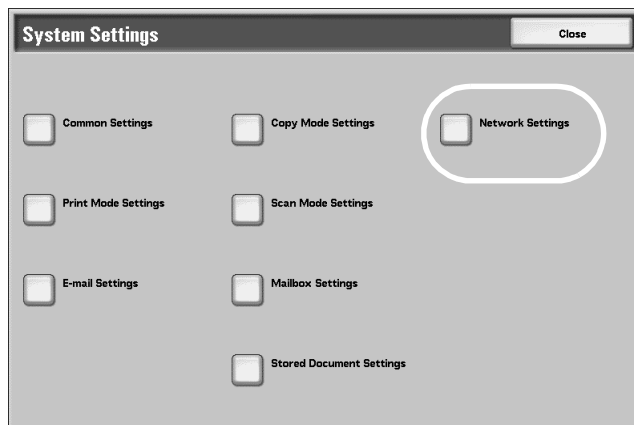 System Settings
Close
Common Settings
Copy Mode Settings
Network Settings
Print Mode Settings
Scan Mode Settings
E-mail Settings
Mailbox Settings
Stored Document Settings